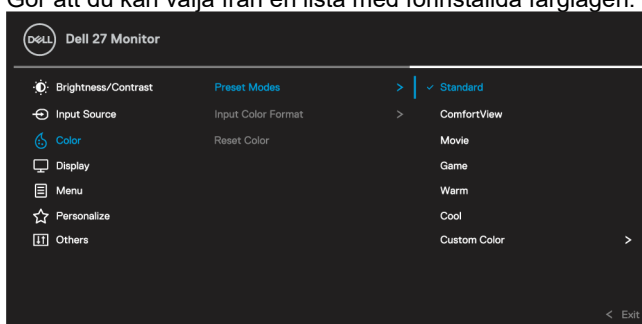 Gör att du kan välja från en lista med förinställda färglägen.
DELL Dell 27 Monitor
Brightness/Contrast Preset Modes > ✓ Standard
Input Source Input Color Format > ComfortView
Color Reset Color Movie
Display Game
Menu Warm
Personalize Cool
Others Custom Color >
< Exit